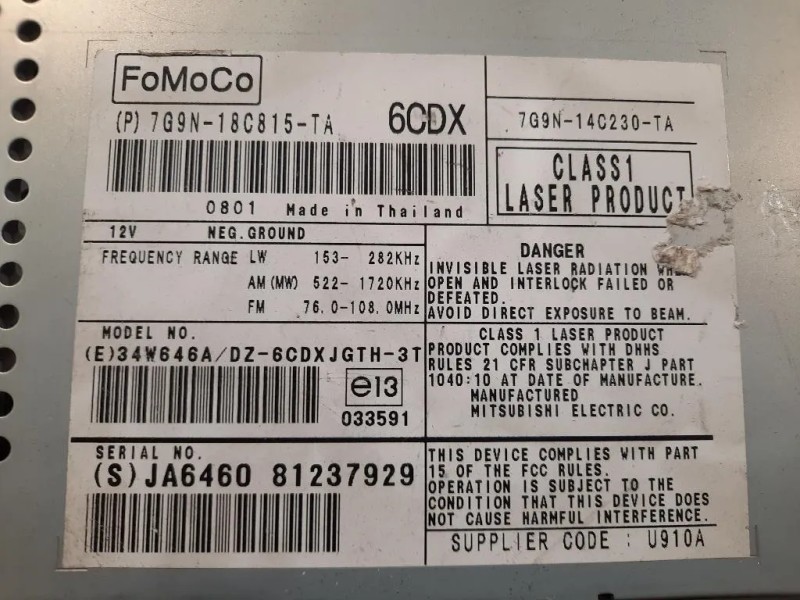 FoMoCo
(P) 7G9N-18C815-TA 6CDX
0801 Made in Thailand
7G9N-14C230-TA
CLASS1
LASER PRODUCT
12V NEG.GROUND
FREQUENCY RANGE LW 153- 282KHz
AM (MW) 522- 1720KHz
FM 76.0-108.0MHz
DANGER
INVISIBLE LASER RADIATION
OPEN AND INTERLOCK FAILED OR
DEFEATED.
AVOID DIRECT EXPOSURE TO BEAM.
MODEL NO.
(E)34W646A/DZ-6CDXJGTH-3T
e13
033591
CLASS 1 LASER PRODUCT
PRODUCT COMPLIES WITH DHHS
RULES 21 CFR SUBCHAPTER J PART
1040:10 AT DATE OF MANUFACTURE.
MANUFACTURED
MITSUBISHI ELECTRIC CO.
SERIAL NO.
(S)JA6460 81237929
THIS DEVICE COMPLIES WITH PART
15 OF THE FCC RULES.
OPERATION IS SUBJECT TO THE
CONDITION THAT THIS DEVICE DOES
NOT CAUSE HARMFUL INTERFERENCE.
SUPPLIER CODE : U910A